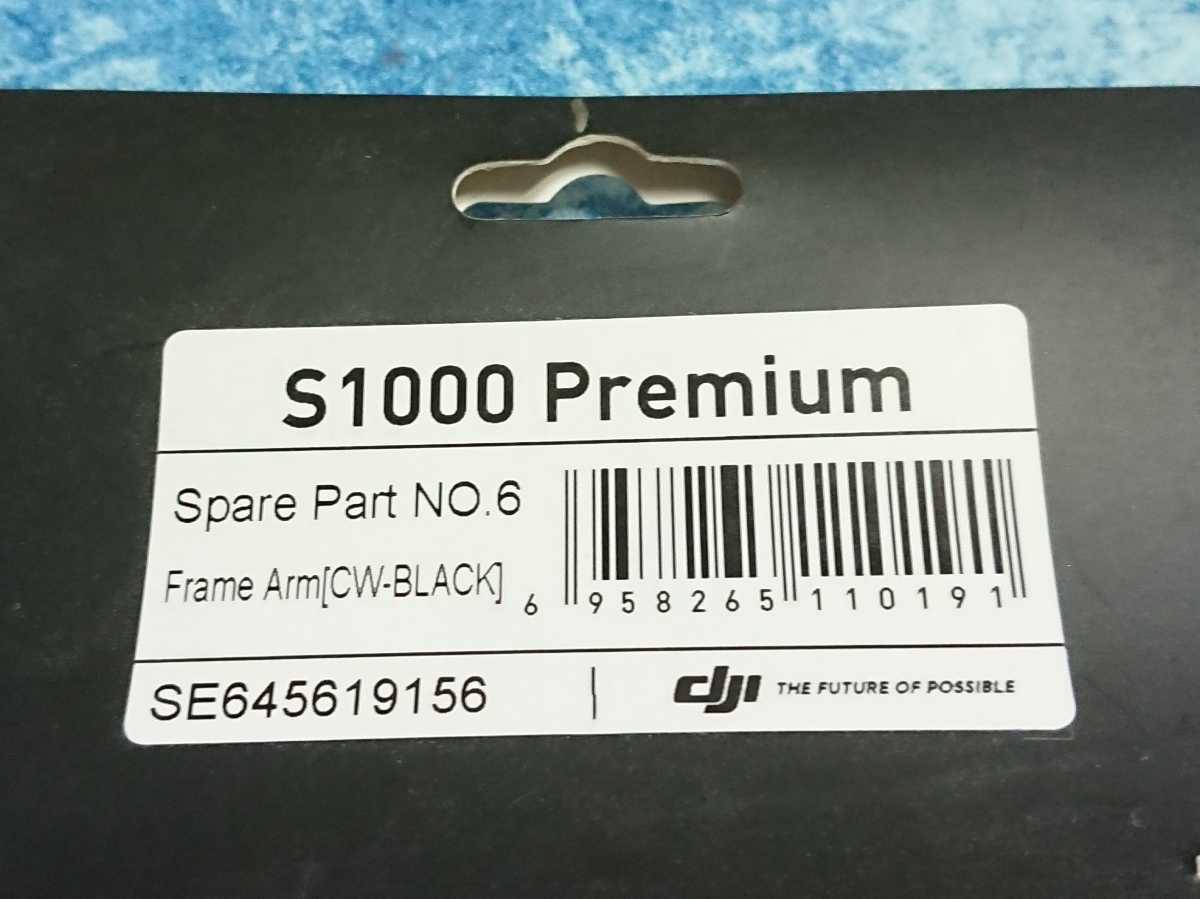 S1000 Premium
Spare Part NO.6
Frame Arm[CW-BLACK]
6 958265 110191
SE645619156
dji THE FUTURE OF POSSIBLE